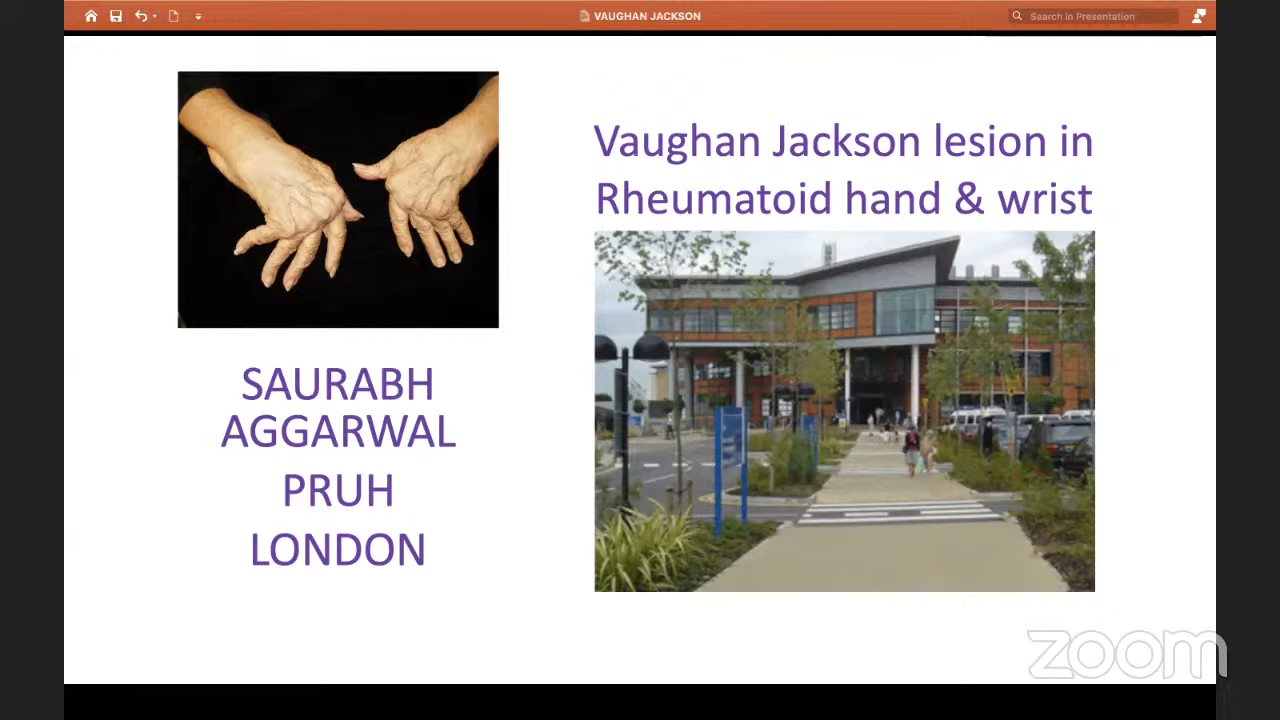 VAUGHAN JACKSON
Search in Presentation
Vaughan Jackson lesion in
Rheumatoid hand & wrist
SAURABH
AGGARWAL
PRUH
LONDON
zoom